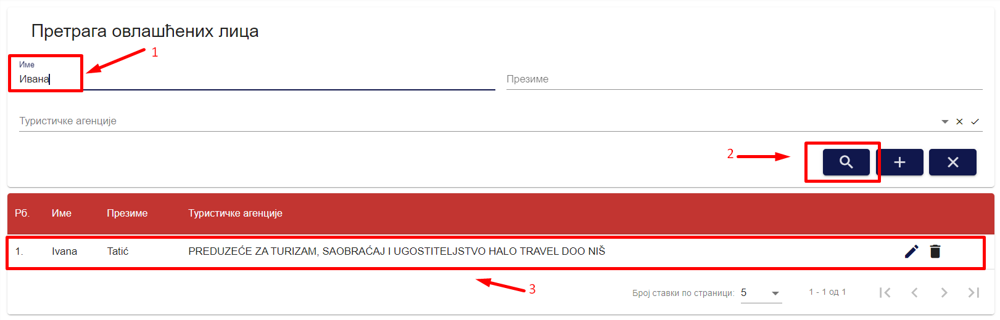 Претрага овлашћених лица
1
Име
Ивана
Презиме
Туристичке агенције
2
Рб. Име Презиме Туристичке агенције
1. Ivana Tatić PREDUZEĆE ZA TURIZAM, SAOBRAĆAJ I UGOSTITELJSTVO HALO TRAVEL DOO NIŠ
3
Број ставки по страници: 5 1 - 1 од 1